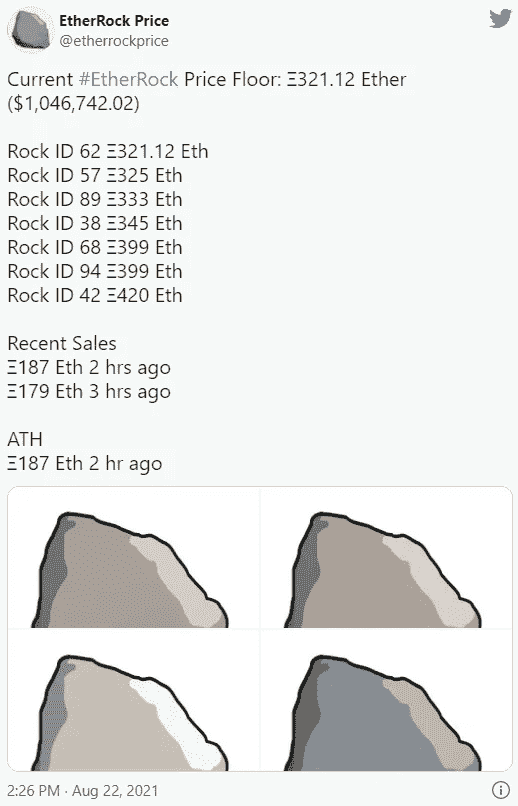 EtherRock Price
@etherrockprice
Current #EtherRock Price Floor: Ξ321.12 Ether
($1,046,742.02)
Rock ID 62 Ξ321.12 Eth
Rock ID 57 Ξ325 Eth
Rock ID 89 Ξ333 Eth
Rock ID 38 Ξ345 Eth
Rock ID 68 Ξ399 Eth
Rock ID 94 Ξ399 Eth
Rock ID 42 Ξ420 Eth
Recent Sales
Ξ187 Eth 2 hrs ago
Ξ179 Eth 3 hrs ago
ATH
Ξ187 Eth 2 hr ago
2:26 PM · Aug 22, 2021